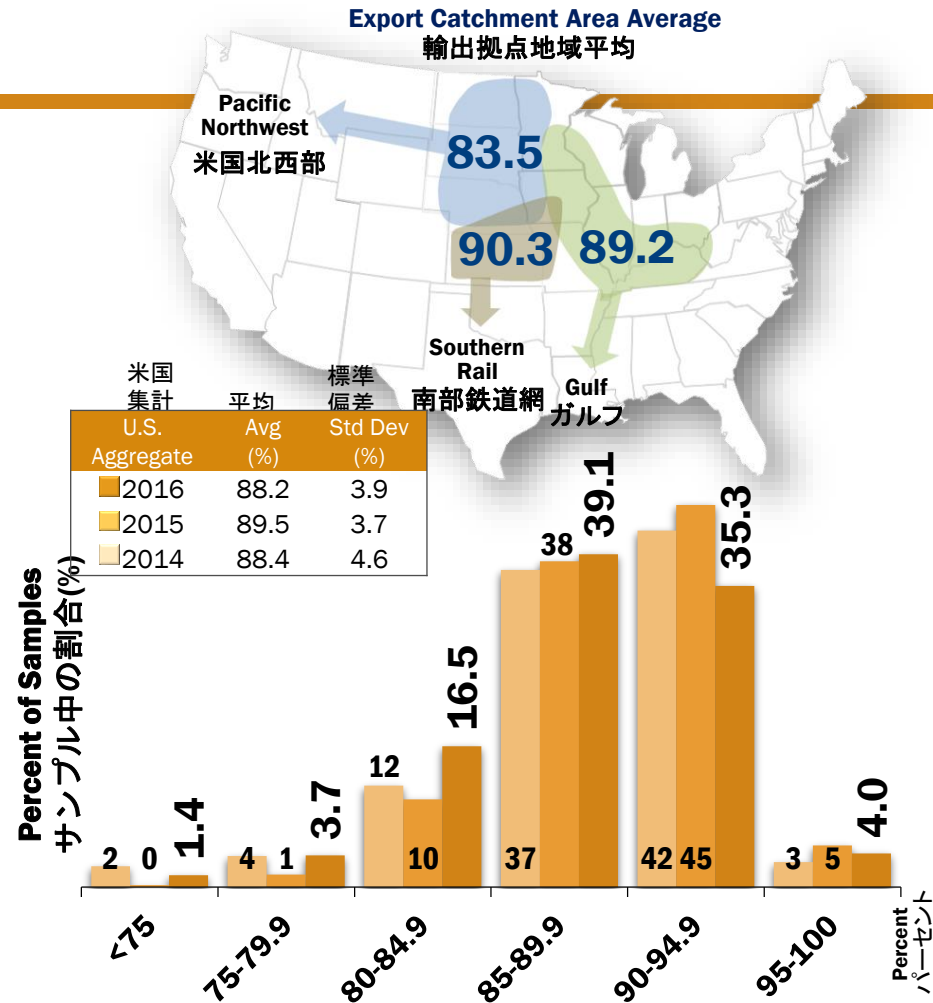 Export Catchment Area Average
輸出拠点地域平均
Pacific
Northwest
米国北西部
83.5
90.3
89.2
Southern
Rail
南部鉄道網
Gulf
ガルフ
米国
集計
平均
標準
偏差
U.S.
Aggregate
Avg
(%)
Std Dev
(%)
2016 88.2 3.9
2015 89.5 3.7
2014 88.4 4.6
Percent of Samples
サンプル中の割合(%)
2 0 1.4
4 1 3.7
12 10 16.5
37 38 39.1
42 45 35.3
3 5 4.0
<75
75-79.9
80-84.9
85-89.9
90-94.9
95-100
Percent
パーセント